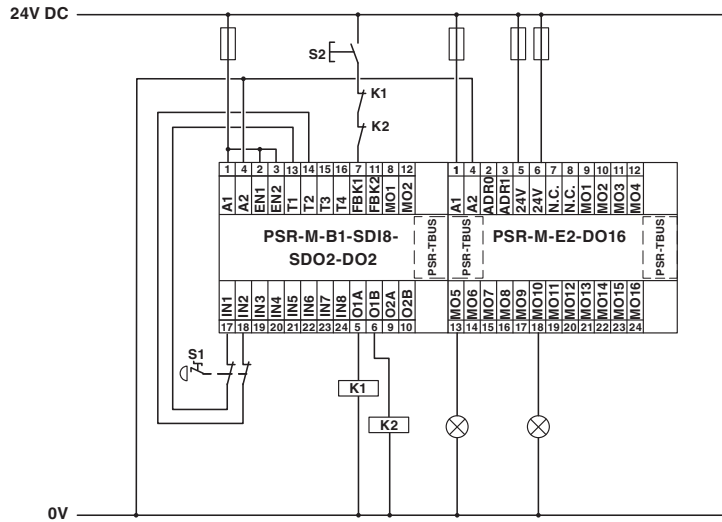 24V DC
S2
K1
K2
1 4 2 3 13 14 15 16 7 11 8 12
A1 A2 EN1 EN2 T1 T2 T3 T4 FBK1 FBK2 MO1 MO2
PSR-M-B1-SDI8-
SDO2-DO2
PSR-TBUS
IN1 IN2 IN3 IN4 IN5 IN6 IN7 IN8 O1A O1B O2A O2B
17 18 19 20 21 22 23 24 5 6 9 10
1 4 2 3 5 6 7 8 9 10 11 12
A1 A2 ADR0 ADR1 24V 24V N.C. N.C. MO1 MO2 MO3 MO4
PSR-TBUS
PSR-M-E2-DO16
PSR-TBUS
MO5 MO6 MO7 MO8 MO9 MO10 MO11 MO12 MO13 MO14 MO15 MO16
13 14 15 16 17 18 19 20 21 22 23 24
S1
K1
K2
0V